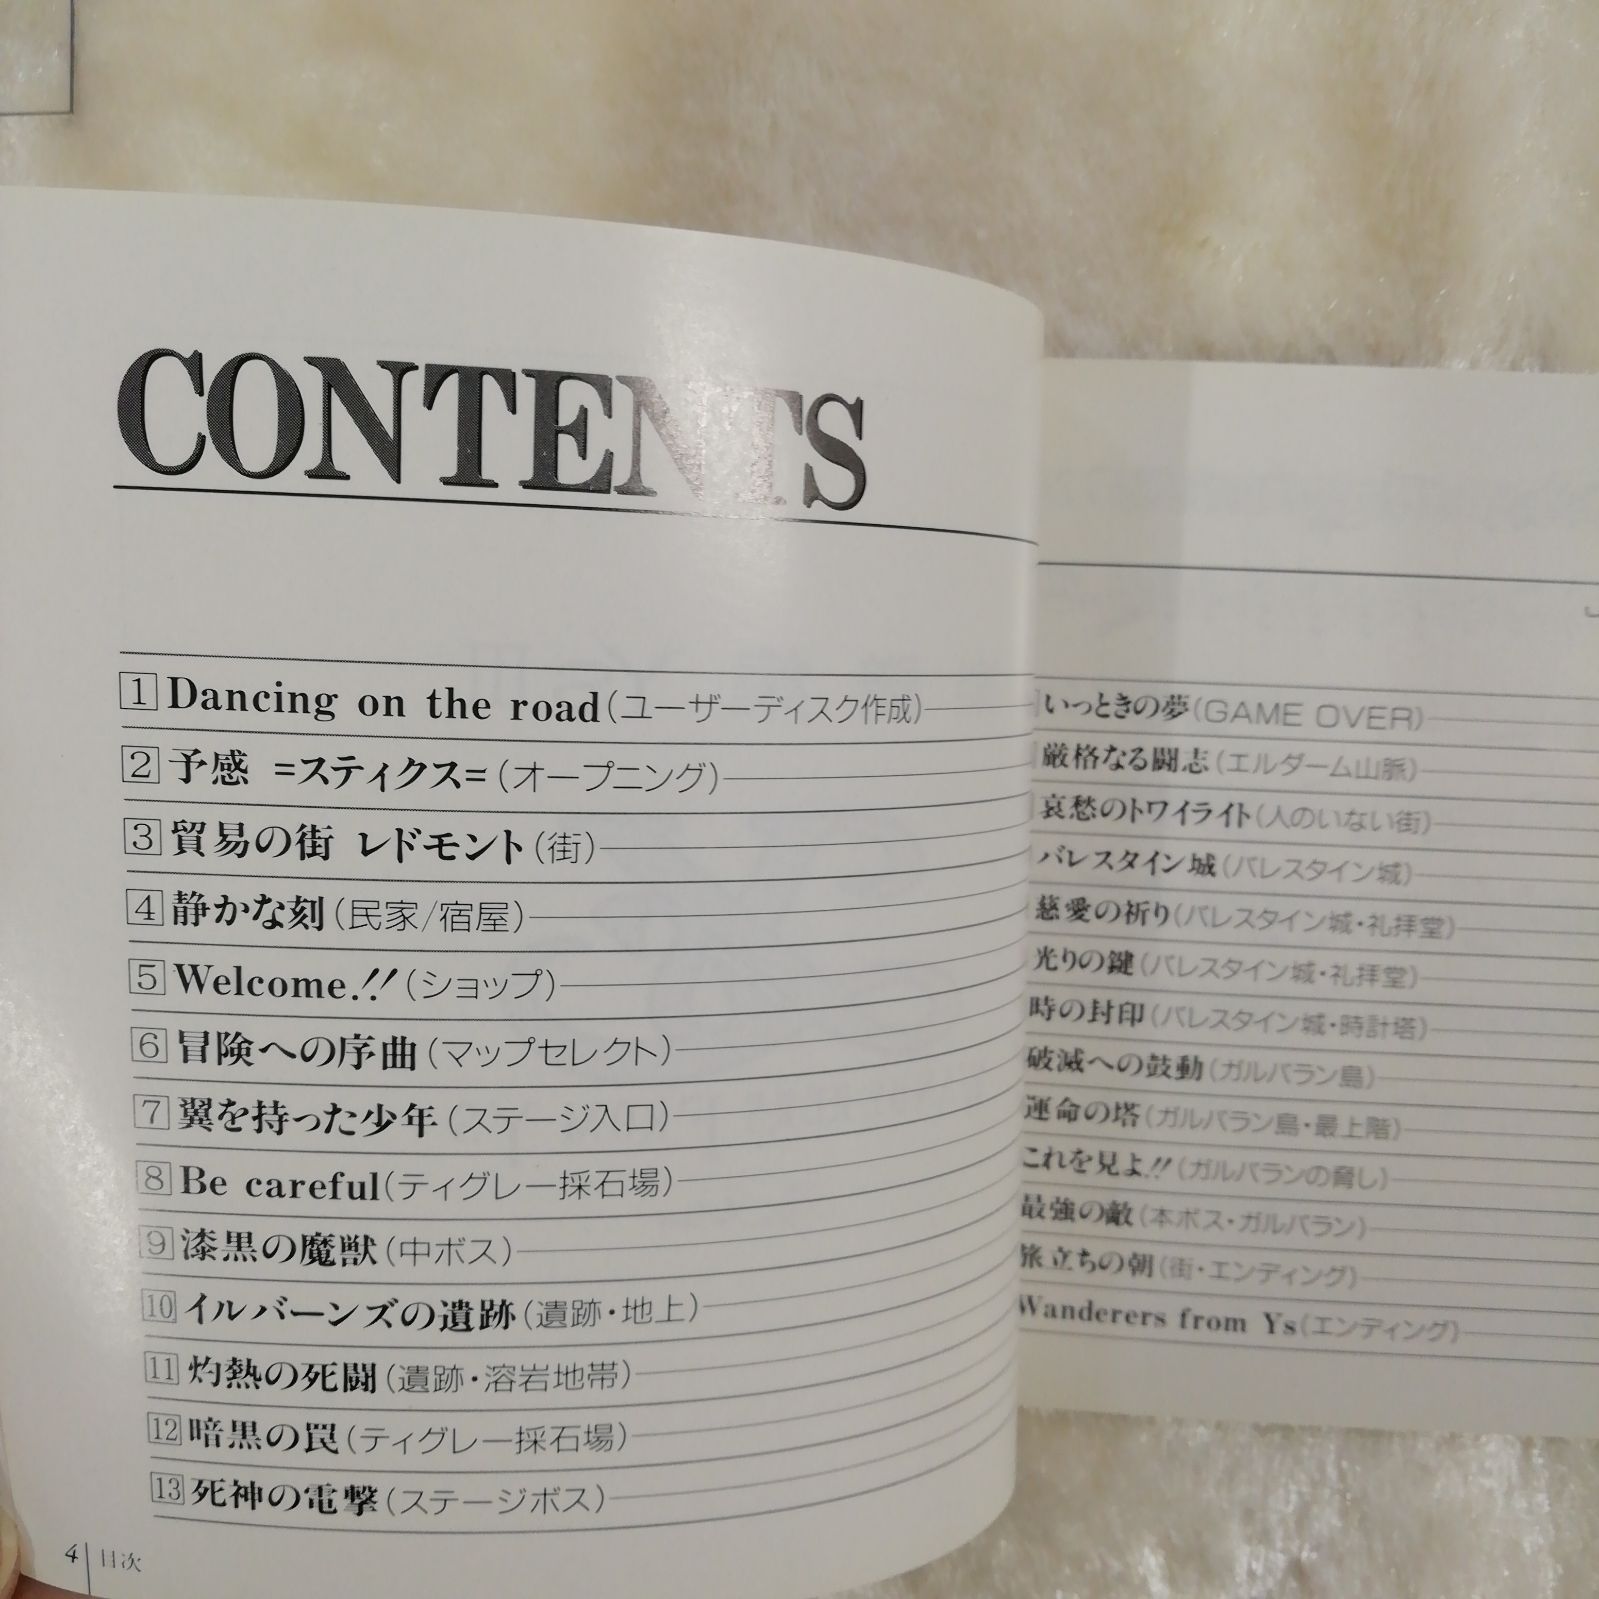 CONTENTS
1 Dancing on the road(ユーザーディスク作成)
2 予感 =スティクス=(オープニング)
3 貿易の街 レドモント(街)
4 静かな刻(民家/宿屋)
5 Welcome.!!(ショップ)
6 冒険への序曲(マップセレクト)
7 翼を持った少年(ステージ入口)
8 Be careful(ティグレー採石場)
9 漆黒の魔獣(中ボス)
10 イルバーンズの遺跡(遺跡・地上)
11 灼熱の死闘(遺跡・溶岩地帯)
12 暗黒の罠(ティグレー採石場)
13 死神の電撃(ステージボス)
4 目次
いっときの夢(GAME OVER)
厳格なる闘志(エルダーム山脈)
哀愁のトワイライト(人のいない街)
バレスタイン城(バレスタイン城)
慈愛の祈り(バレスタイン城・礼拝堂)
光りの鍵(バレスタイン城・礼拝堂)
時の封印(バレスタイン城・時計塔)
破滅への鼓動(ガルバラン島)
運命の塔(ガルバラン島・最上階)
これを見よ!!(ガルバランの脅し)
最強の敵(本ボス・ガルバラン)
旅立ちの朝(街・エンディング)
Wanderers from Ys(エンディング)